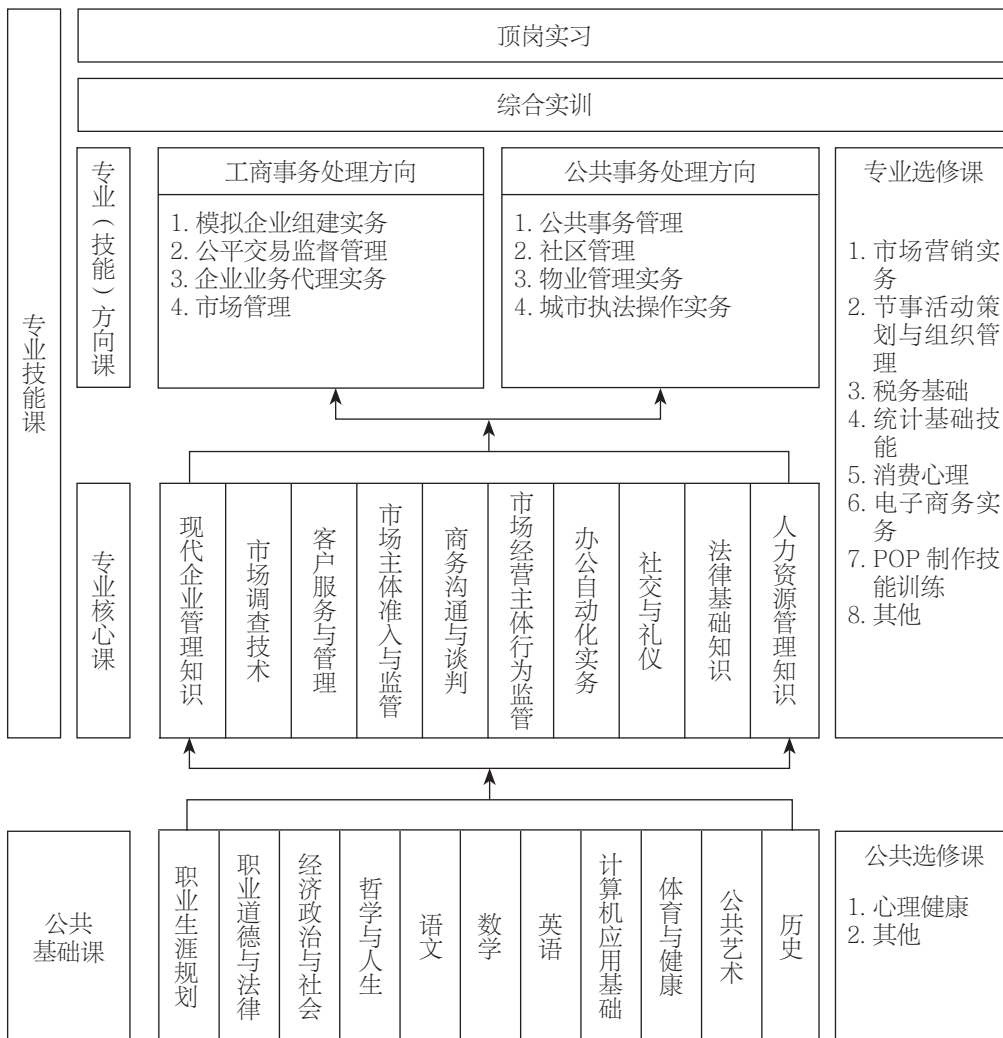 顶岗实习
综合实训
专业技能课
专业（技能）方向课
工商事务处理方向
1. 模拟企业组建实务
2. 公平交易监督管理
3. 企业业务代理实务
4. 市场管理
公共事务处理方向
1. 公共事务管理
2. 社区管理
3. 物业管理实务
4. 城市执法操作实务
专业选修课
1. 市场营销实
务
2. 节事活动策
划与组织管
理
3. 税务基础
4. 统计基础技
能
5. 消费心理
6. 电子商务实
务
7. POP 制作技
能训练
8. 其他
专业核心课
现代企业管理知识
市场调查技术
客户服务与管理
市场主体准入与监管
商务沟通与谈判
市场经营主体行为监管
办公自动化实务
社交与礼仪
法律基础知识
人力资源管理知识
公共
基础课
职业生涯规划
职业道德与法律
经济政治与社会
哲学与人生
语文
数学
英语
计算机应用基础
体育与健康
公共艺术
历史
公共选修课
1. 心理健康
2. 其他